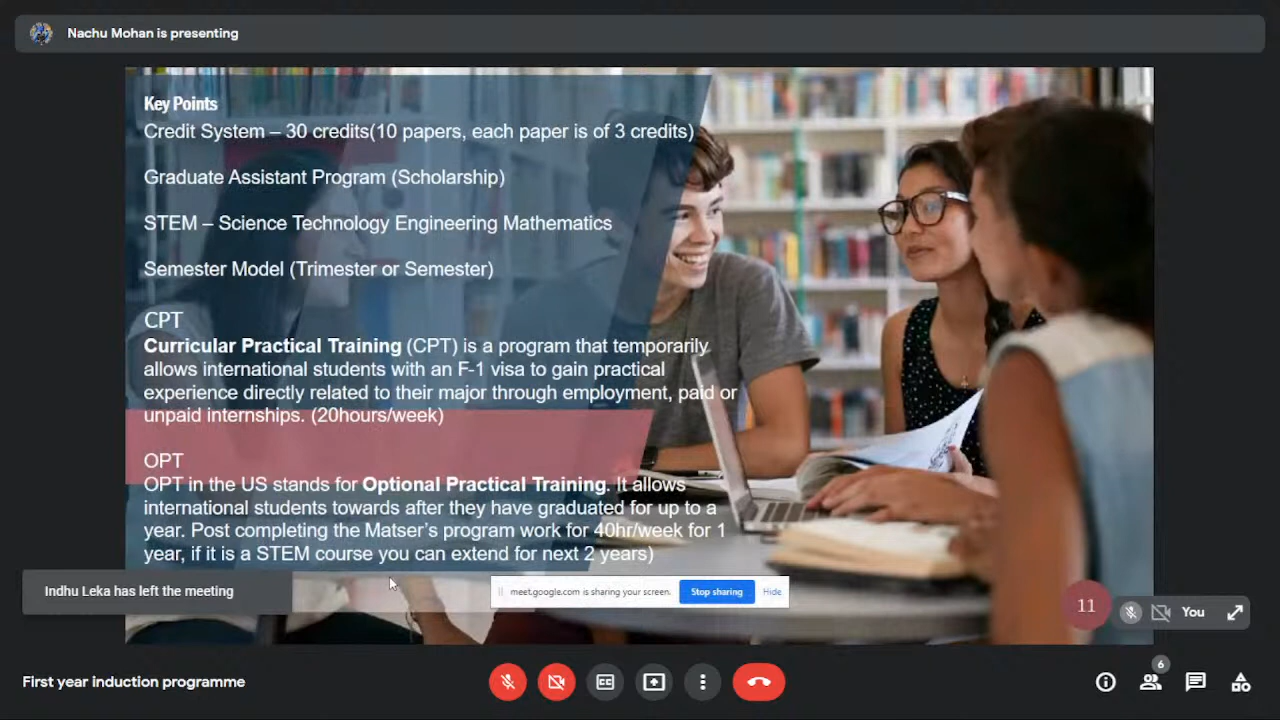 Nachu Mohan is presenting
Key Points
Credit System – 30 credits(10 papers, each paper is of 3 credits)
Graduate Assistant Program (Scholarship)
STEM – Science Technology Engineering Mathematics
Semester Model (Trimester or Semester)
CPT
Curricular Practical Training (CPT) is a program that temporarily
allows international students with an F-1 visa to gain practical
experience directly related to their major through employment, paid or
unpaid internships. (20hours/week)
OPT
OPT in the US stands for Optional Practical Training. It allows
international students towards after they have graduated for up to a
year. Post completing the Matser's program work for 40hr/week for 1
year, if it is a STEM course you can extend for next 2 years)
Indhu Leka has left the meeting
meet.google.com is sharing your screen.
Stop sharing
Hide
11
You
First year induction programme
CC
6